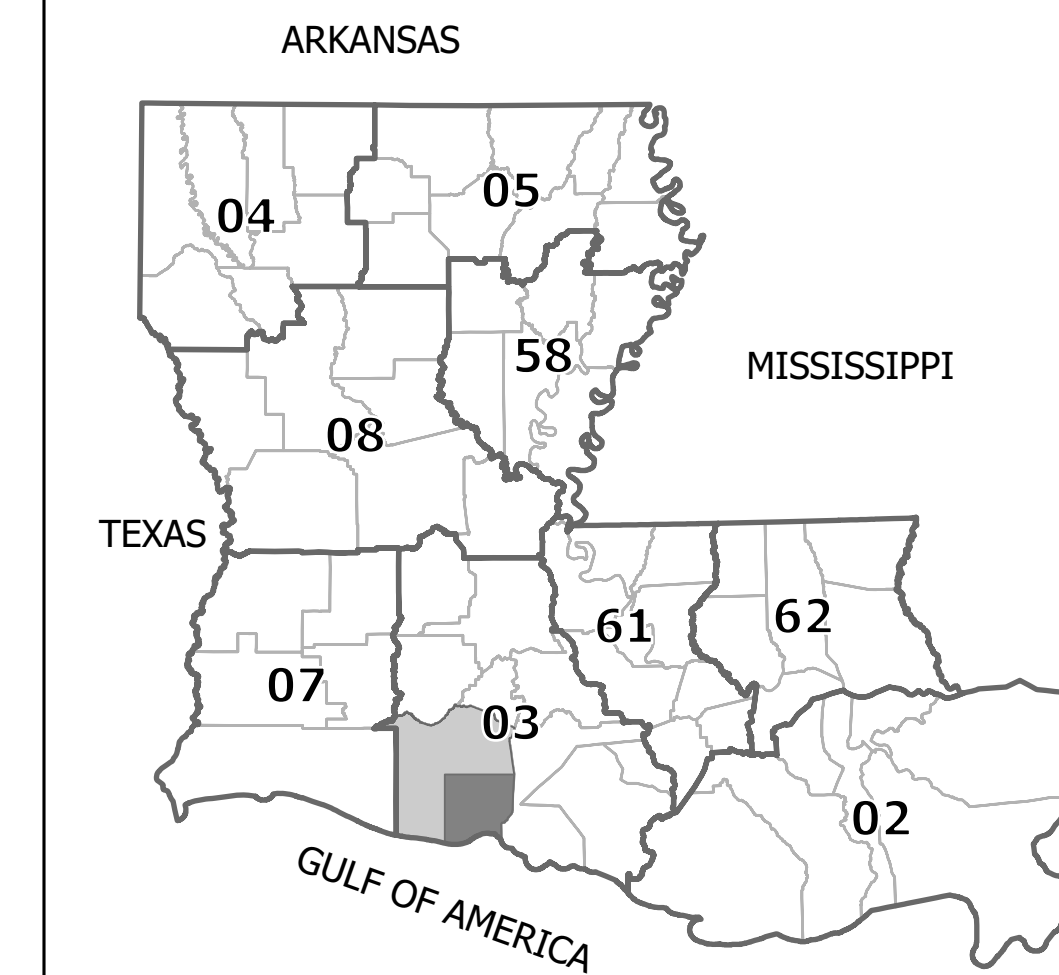 ARKANSAS
04
05
58
MISSISSIPPI
08
TEXAS
61
62
07
03
02
GULF OF AMERICA